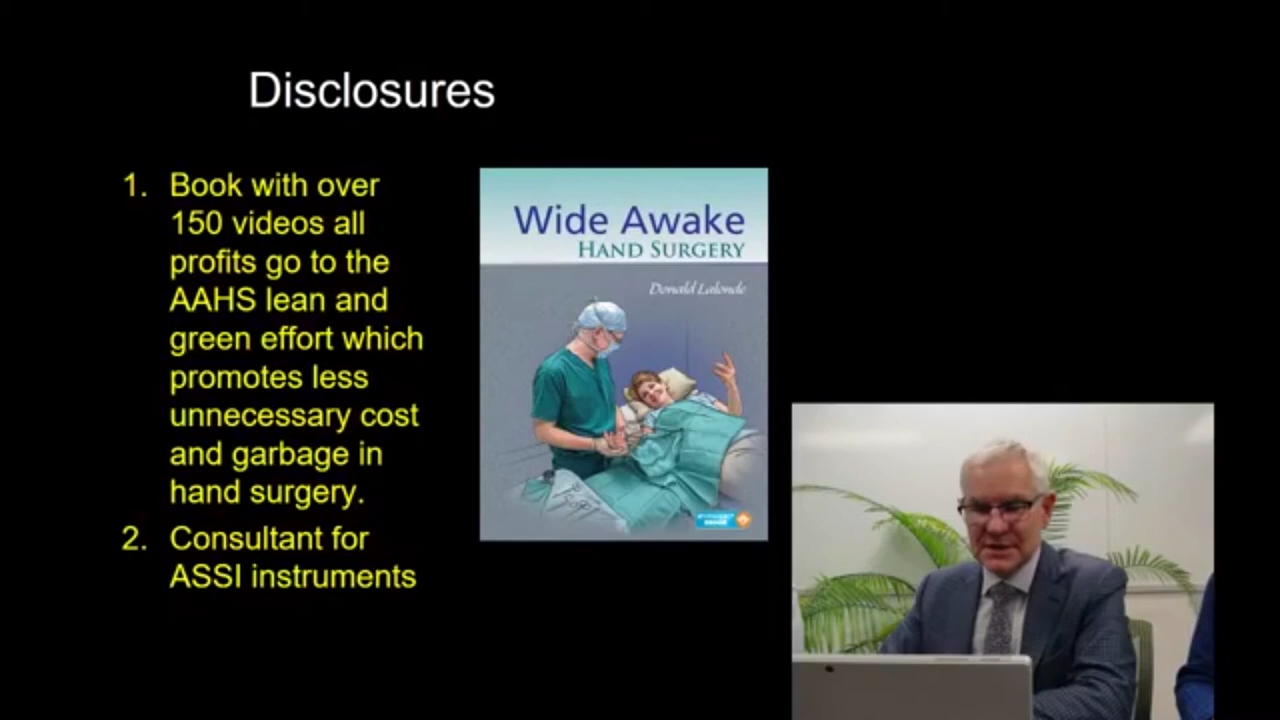 Disclosures
1. Book with over
150 videos all
profits go to the
AAHS lean and
green effort which
promotes less
unnecessary cost
and garbage in
hand surgery.
2. Consultant for
ASSI instruments
Wide Awake
HAND SURGERY
Donald Lalonde